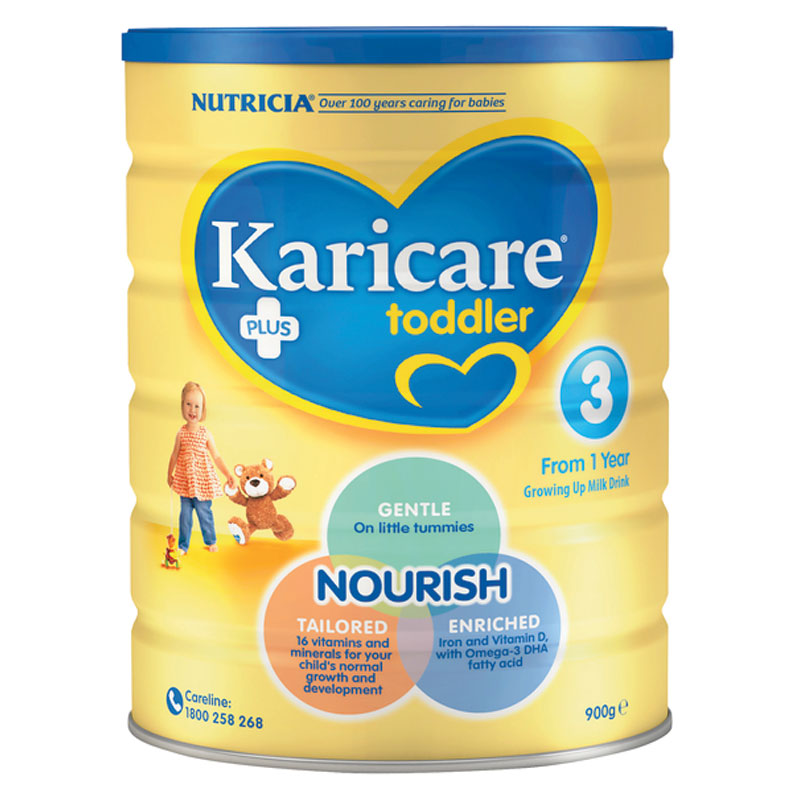 NUTRICIA® Over 100 years caring for babies
Karicare®
PLUS
toddler
3
From 1 Year
Growing Up Milk Drink
GENTLE
On little tummies
NOURISH
TAILORED
16 vitamins and
minerals for your
child's normal
growth and
development
ENRICHED
Iron and Vitamin D,
with Omega-3 DHA
fatty acid
Careline:
1800 258 268
900g ℮